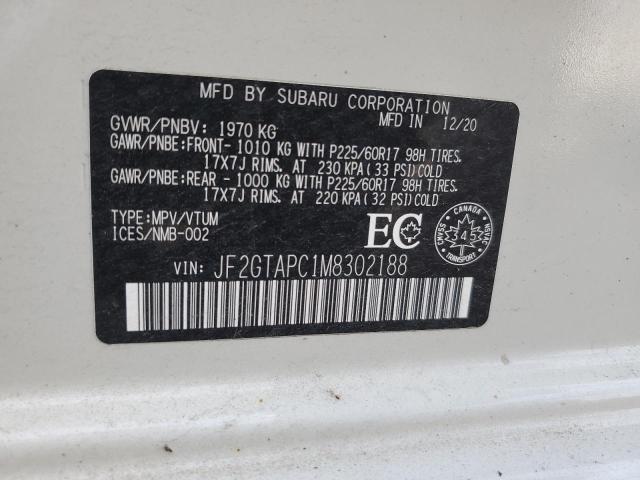 MFD BY SUBARU CORPORATION
MFD IN 12/20
GVWR/PNBV: 1970 KG
GAWR/PNBE:FRONT- 1010 KG WITH P225/60R17 98H TIRES.
17X7J RIMS. AT 230 KPA(33 PSI)COLD
GAWR/PNBE:REAR - 1000 KG WITH P225/60R17 98H TIRES.
17X7J RIMS. AT 220 KPA(32 PSI)COLD
TYPE:MPV/VTUM
ICES/NMB-002
EC
CANADA
SVNAC
NSVAC
345
TRANSPORT
VIN: JF2GTAPC1M8302188